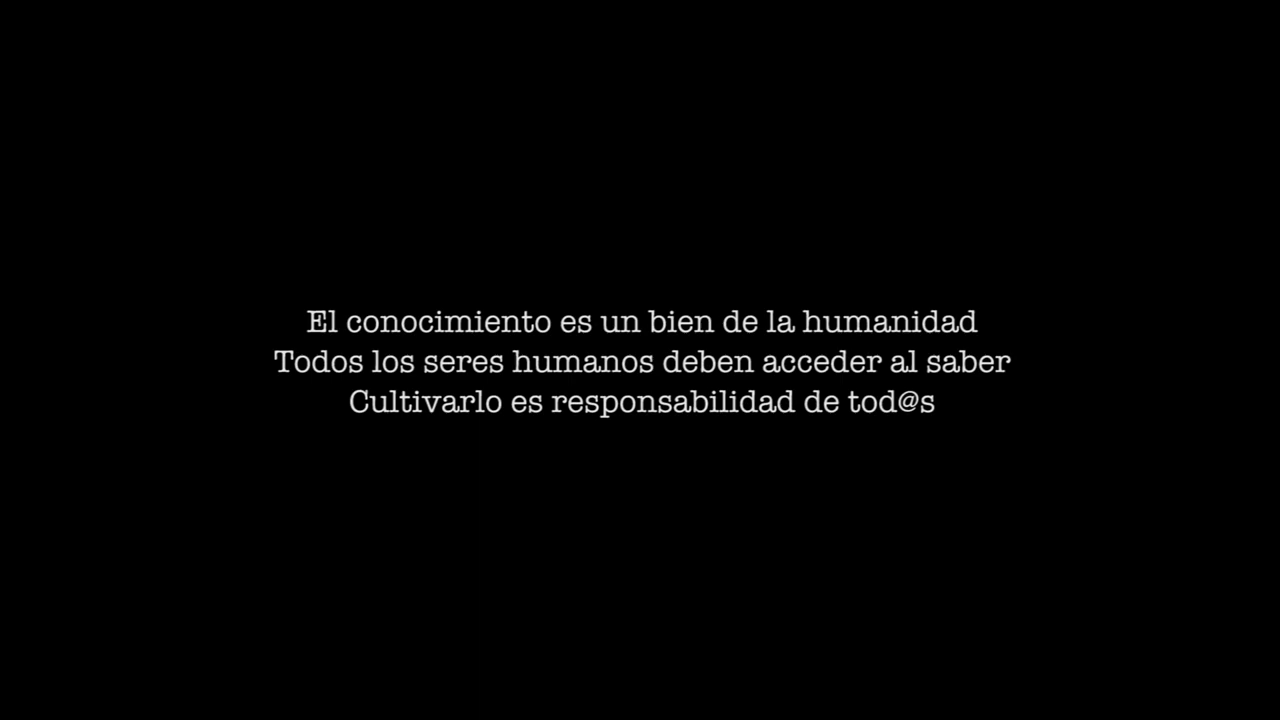 El conocimiento es un bien de la humanidad
Todos los seres humanos deben acceder al saber
Cultivarlo es responsabilidad de tod@s